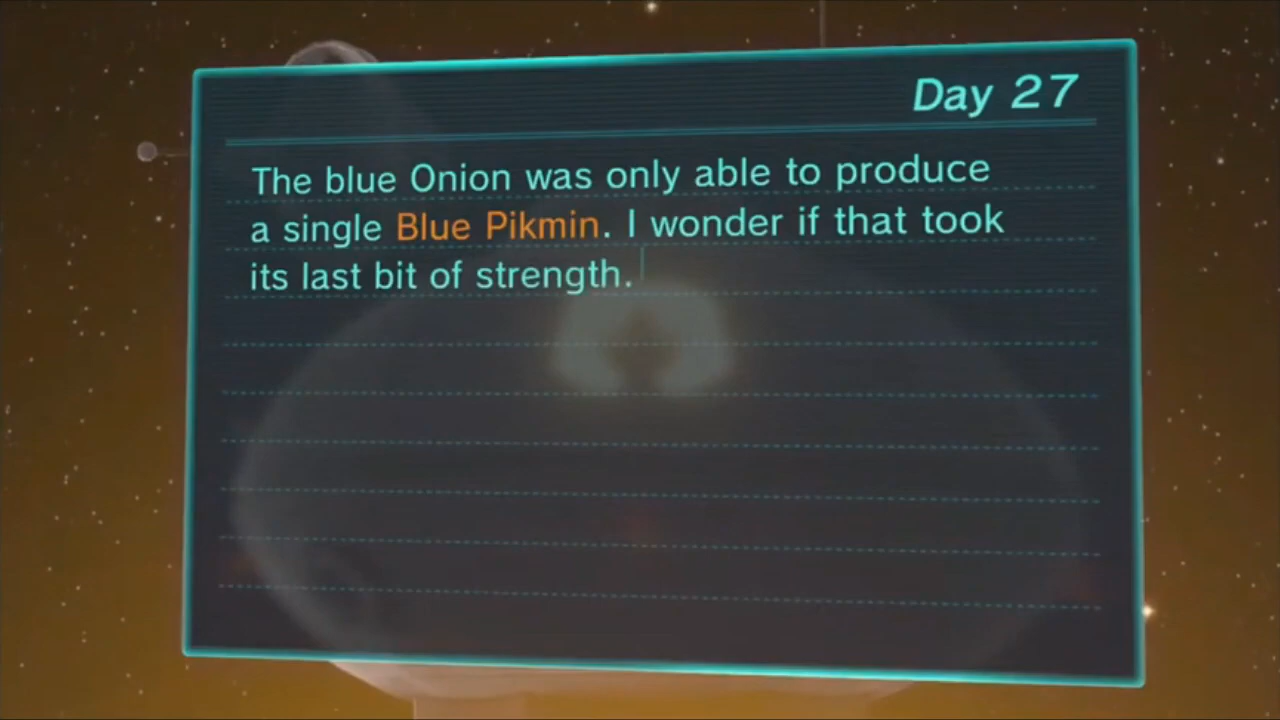 Day 27
The blue Onion was only able to produce
a single Blue Pikmin. I wonder if that took
its last bit of strength.